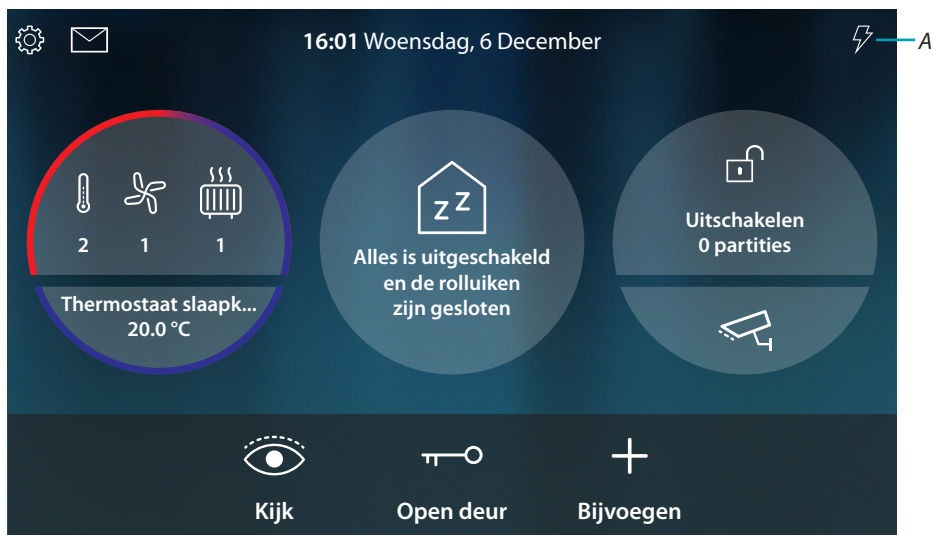 16:01 Woensdag, 6 December
A
2 1 1
Thermostaat slaapk...
20.0 °C
z Z
Alles is uitgeschakeld
en de rolluiken
zijn gesloten
Uitschakelen
0 partities
Kijk
Open deur
Bijvoegen